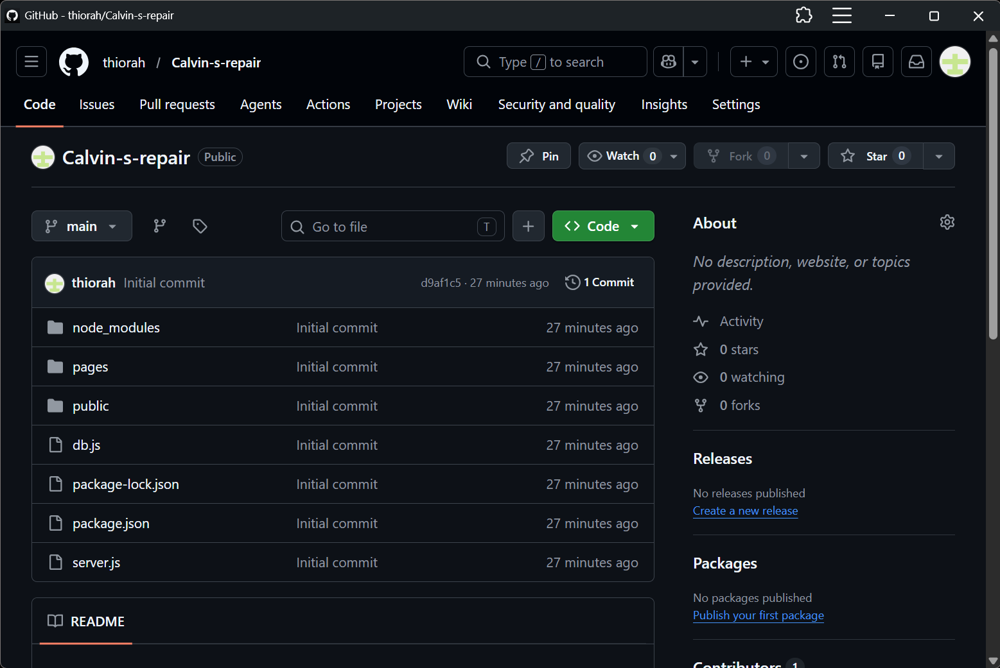 GitHub - thiorah/Calvin-s-repair
thiorah / Calvin-s-repair
Type / to search
Code Issues Pull requests Agents Actions Projects Wiki Security and quality Insights Settings
Calvin-s-repair Public
Pin Watch 0 Fork 0 Star 0
main Go to file T Code
thiorah Initial commit d9af1c5 · 27 minutes ago 1 Commit
node_modules Initial commit 27 minutes ago
pages Initial commit 27 minutes ago
public Initial commit 27 minutes ago
db.js Initial commit 27 minutes ago
package-lock.json Initial commit 27 minutes ago
package.json Initial commit 27 minutes ago
server.js Initial commit 27 minutes ago
README
About
No description, website, or topics
provided.
Activity
0 stars
0 watching
0 forks
Releases
No releases published
Create a new release
Packages
No packages published
Publish your first package
Contributors 1